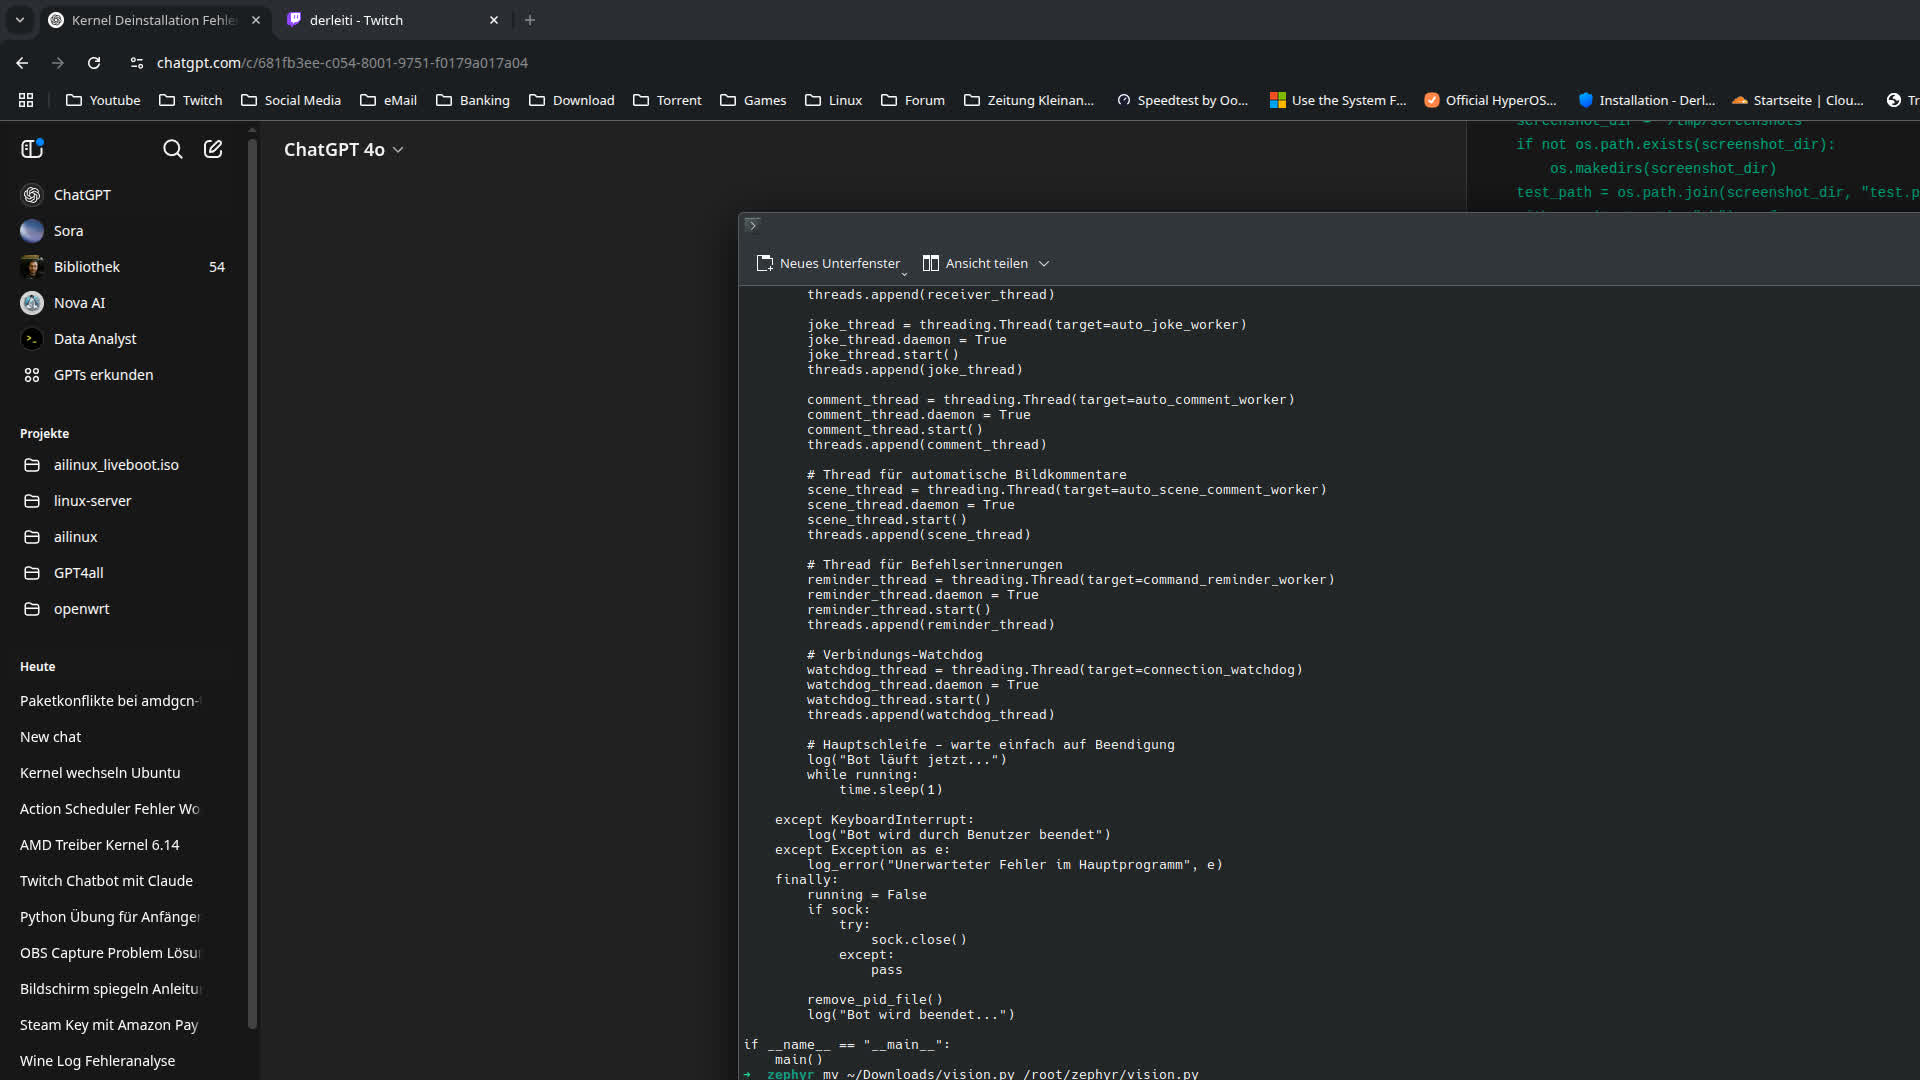 Kernel Deinstallation Fehle
derleiti - Twitch
chatgpt.com/c/681fb3ee-c054-8001-9751-f0179a017a04
Youtube
Twitch
Social Media
eMail
Banking
Download
Torrent
Games
Linux
Forum
Zeitung Kleinan...
Speedtest by Oo...
Use the System F...
Official HyperOS...
Installation - Derl...
Startseite | Clou...
Tr
ChatGPT
Sora
Bibliothek 54
Nova AI
Data Analyst
GPTs erkunden
Projekte
ailinux_liveboot.iso
linux-server
ailinux
GPT4all
openwrt
Heute
Paketkonflikte bei amdgcn-
New chat
Kernel wechseln Ubuntu
Action Scheduler Fehler Wo
AMD Treiber Kernel 6.14
Twitch Chatbot mit Claude
Python Übung für Anfänger
OBS Capture Problem Lösu
Bildschirm spiegeln Anleitu
Steam Key mit Amazon Pay
Wine Log Fehleranalyse
ChatGPT 4o
screenshot_dir = "/tmp/screenshots"
if not os.path.exists(screenshot_dir):
os.makedirs(screenshot_dir)
test_path = os.path.join(screenshot_dir, "test.p
Neues Unterfenster
Ansicht teilen
threads.append(receiver_thread)
joke_thread = threading.Thread(target=auto_joke_worker)
joke_thread.daemon = True
joke_thread.start()
threads.append(joke_thread)
comment_thread = threading.Thread(target=auto_comment_worker)
comment_thread.daemon = True
comment_thread.start()
threads.append(comment_thread)
# Thread für automatische Bildkommentare
scene_thread = threading.Thread(target=auto_scene_comment_worker)
scene_thread.daemon = True
scene_thread.start()
threads.append(scene_thread)
# Thread für Befehlserinnerungen
reminder_thread = threading.Thread(target=command_reminder_worker)
reminder_thread.daemon = True
reminder_thread.start()
threads.append(reminder_thread)
# Verbindungs-Watchdog
watchdog_thread = threading.Thread(target=connection_watchdog)
watchdog_thread.daemon = True
watchdog_thread.start()
threads.append(watchdog_thread)
# Hauptschleife - warte einfach auf Beendigung
log("Bot läuft jetzt...")
while running:
time.sleep(1)
except KeyboardInterrupt:
log("Bot wird durch Benutzer beendet")
except Exception as e:
log_error("Unerwarteter Fehler im Hauptprogramm", e)
finally:
running = False
if sock:
try:
sock.close()
except:
pass
remove_pid_file()
log("Bot wird beendet...")
if __name__ == "__main__":
main()
➜ zephyr mv ~/Downloads/vision.py /root/zephyr/vision.py